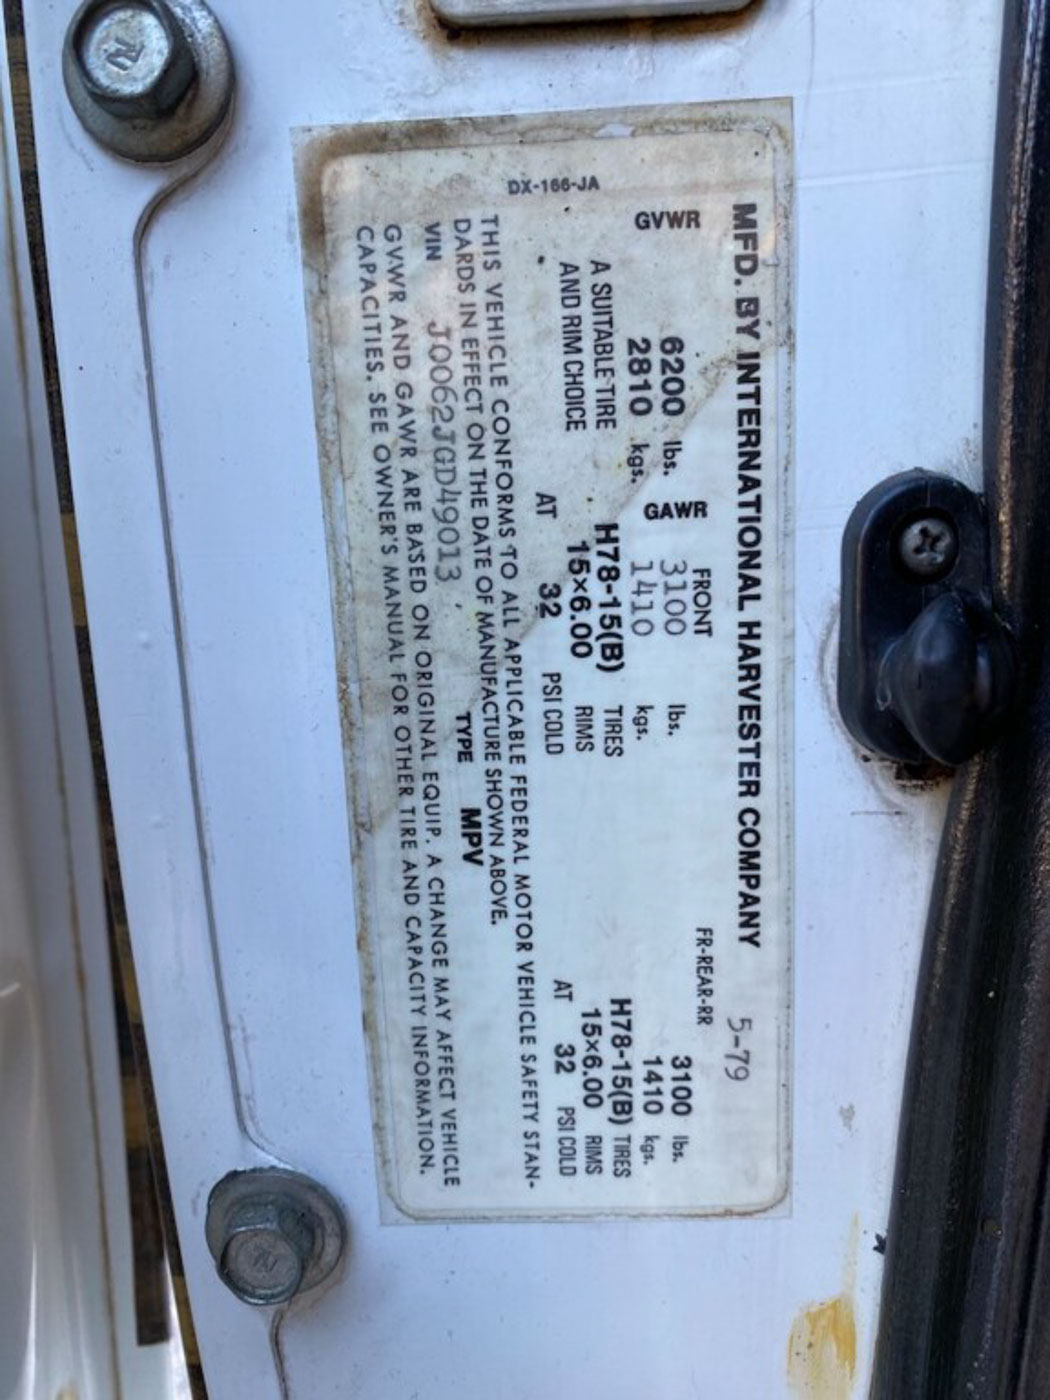 MFD. BY INTERNATIONAL HARVESTER COMPANY 5-79
FRONT FR-REAR-RR
GVWR 6200 lbs. GAWR 3100 lbs. 3100 lbs.
2810 kgs. 1410 kgs. 1410 kgs.
A SUITABLE TIRE H78-15(B) TIRES H78-15(B) TIRES
AND RIM CHOICE 15x6.00 RIMS 15x6.00 RIMS
DX-166-JA AT 32 PSI COLD AT 32 PSI COLD
THIS VEHICLE CONFORMS TO ALL APPLICABLE FEDERAL MOTOR VEHICLE SAFETY STAN-
DARDS IN EFFECT ON THE DATE OF MANUFACTURE SHOWN ABOVE.
VIN J0062JGD49013 TYPE MPV
GVWR AND GAWR ARE BASED ON ORIGINAL EQUIP. A CHANGE MAY AFFECT VEHICLE
CAPACITIES. SEE OWNER'S MANUAL FOR OTHER TIRE AND CAPACITY INFORMATION.